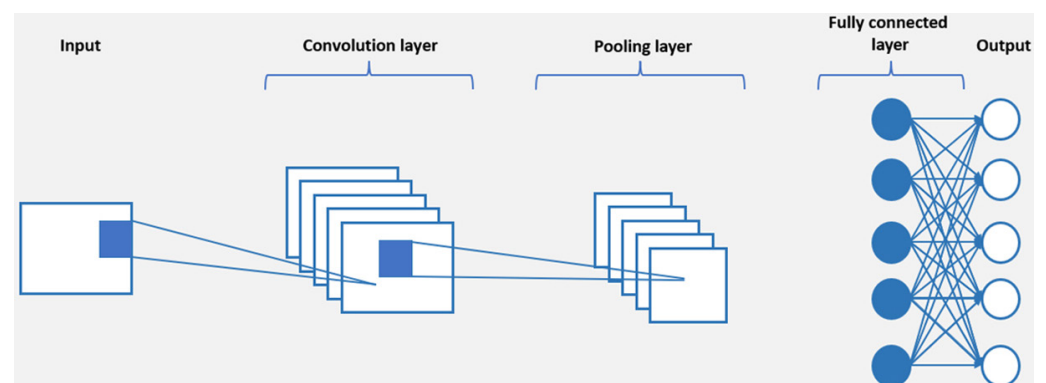 Input
Convolution layer
Pooling layer
Fully connected
layer
Output